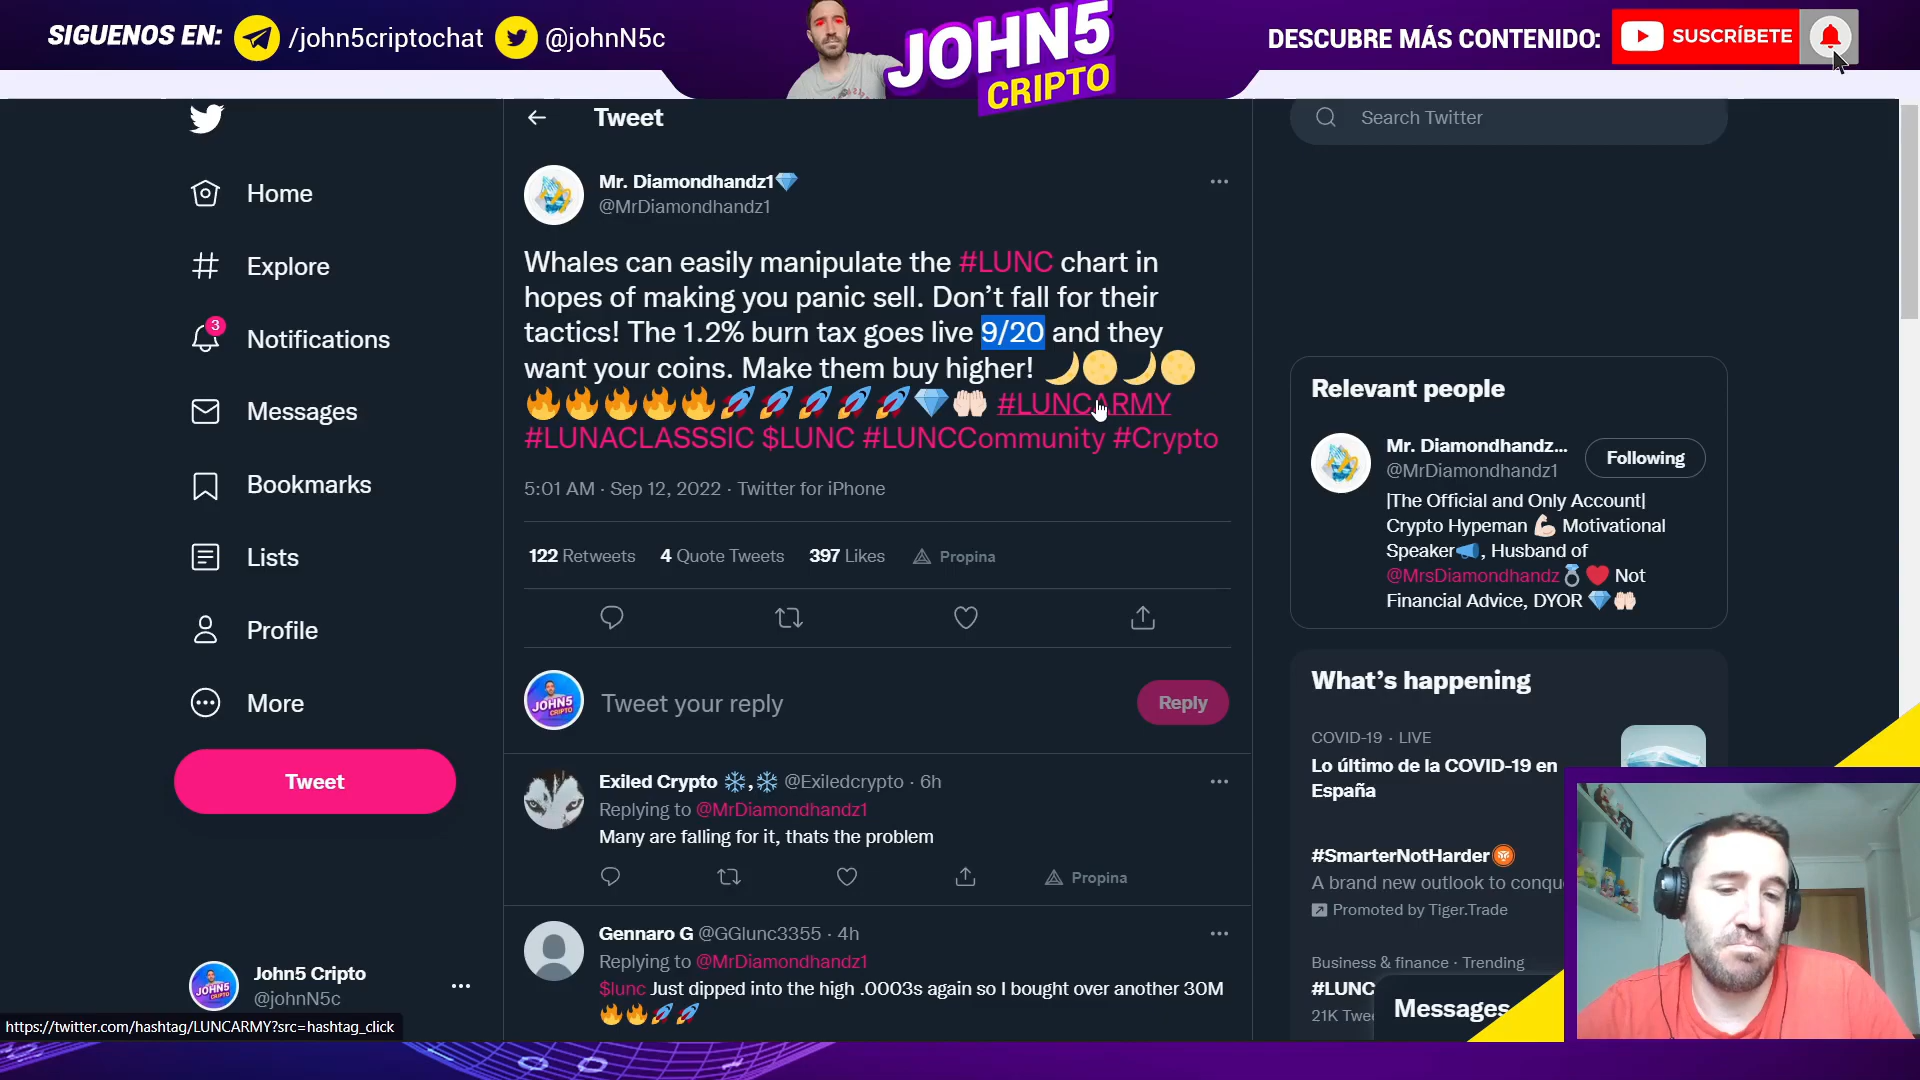 SIGUENOS EN: /john5criptochat @johnN5c
JOHN5
CRIPTO
DESCUBRE MÁS CONTENIDO: SUSCRÍBETE
Home
Explore
3
Notifications
Messages
Bookmarks
Lists
Profile
More
Tweet
John5 Cripto
@johnN5c
https://twitter.com/hashtag/LUNCARMY?src=hashtag_click
Tweet
Mr. Diamondhandz1💎
@MrDiamondhandz1
Whales can easily manipulate the #LUNC chart in
hopes of making you panic sell. Don’t fall for their
tactics! The 1.2% burn tax goes live 9/20 and they
want your coins. Make them buy higher! 🌙🌕🌙🌕
🔥🔥🔥🔥🔥🚀🚀🚀🚀🚀💎🙌🏻 #LUNCARMY
#LUNACLASSSIC $LUNC #LUNCCommunity #Crypto
5:01 AM · Sep 12, 2022 · Twitter for iPhone
122 Retweets 4 Quote Tweets 397 Likes Propina
JOHN5
CRIPTO
Tweet your reply
Reply
Exiled Crypto ❄️,❄️ @Exiledcrypto · 6h
Replying to @MrDiamondhandz1
Many are falling for it, thats the problem
Propina
Gennaro G @GGlunc3355 · 4h
Replying to @MrDiamondhandz1
$lunc Just dipped into the high .0003s again so I bought over another 30M
🔥🔥🚀🚀
Search Twitter
Relevant people
Mr. Diamondhandz...
@MrDiamondhandz1
Following
|The Official and Only Account|
Crypto Hypeman 💪🏻 Motivational
Speaker📣, Husband of
@MrsDiamondhandz💍❤️ Not
Financial Advice, DYOR 💎🙌🏻
What’s happening
COVID-19 · LIVE
Lo último de la COVID-19 en
España
#SmarterNotHarder
A brand new outlook to conqu
Promoted by Tiger.Trade
Business & finance · Trending
#LUNC
21K Twe
Messages